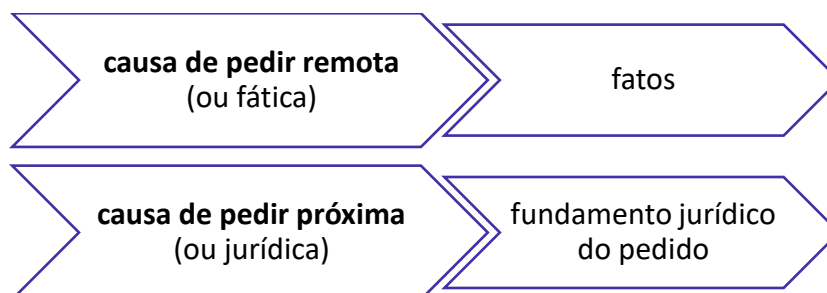 causa de pedir remota
(ou fática)
fatos
causa de pedir próxima
(ou jurídica)
fundamento jurídico
do pedido